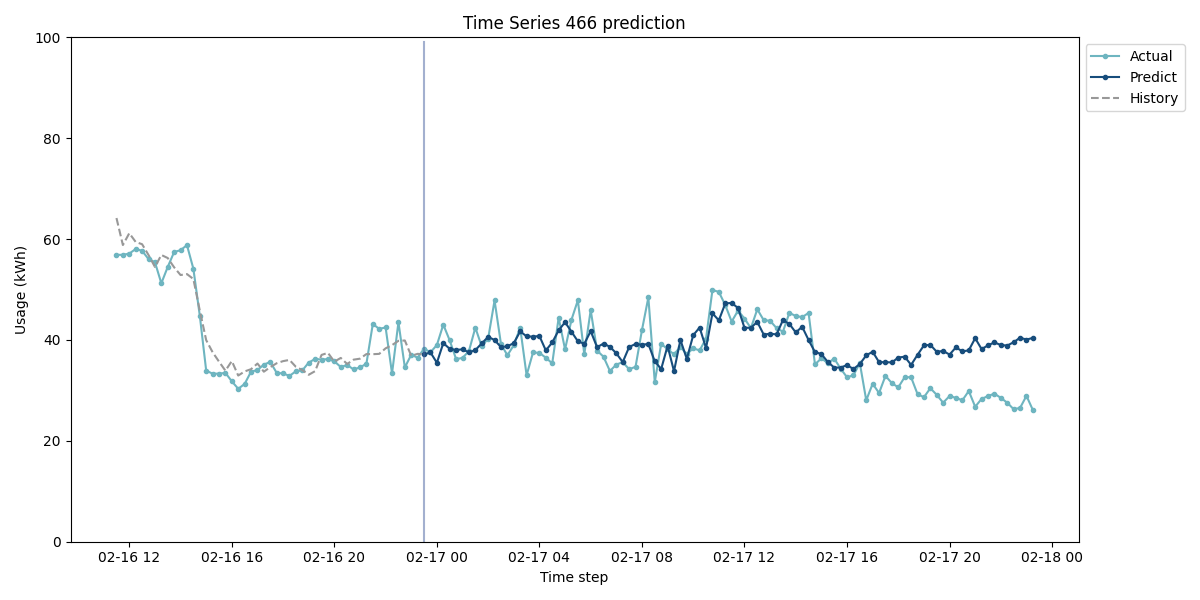 Time Series 466 prediction
Usage (kWh)
100
80
60
40
20
0
02-16 12
02-16 16
02-16 20
02-17 00
02-17 04
02-17 08
02-17 12
02-17 16
02-17 20
02-18 00
Time step
Actual
Predict
History